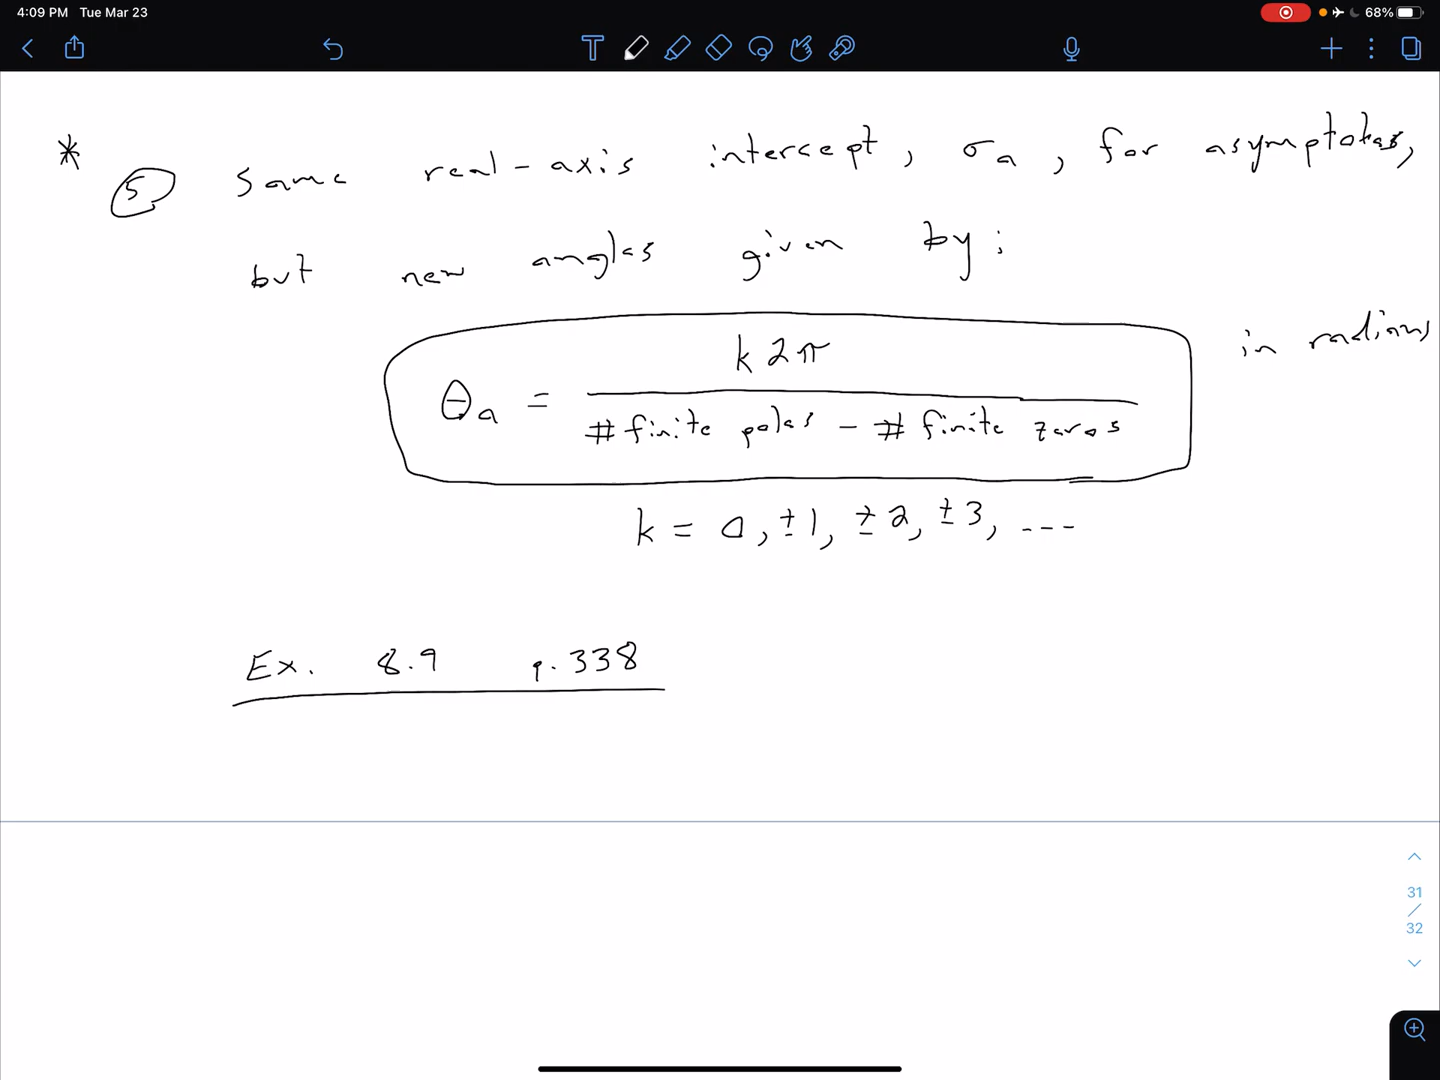 4:09 PM Tue Mar 23
68%
* ⑤ same real-axis intercept, σₐ, for asymptotes,
but new angles given by:
θₐ = k2π / (# finite poles - # finite zeros) in radians
k = 0, ±1, ±2, ±3, ---
Ex. 8.9 p.338
31
/
32